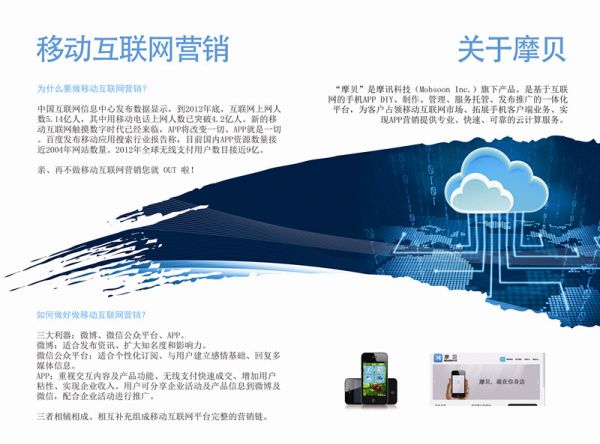 移动互联网营销
为什么要做移动互联网营销?
中国互联网信息中心发布数据显示，到2012年底，互联网上网人
数5.14亿人，其中用移动电话上网人数已突破4.2亿人。新的移
动互联网触摸数字时代已经来临，APP将改变一切、APP就是一切
。百度发布移动应用搜索行业报告称，目前国内APP资源数量接
近2004年网站数量。2012年全球无线支付用户数目接近9亿。
亲、再不做移动互联网营销您就 OUT 啦！
关于摩贝
“摩贝”是摩讯科技（Mobsoon Inc.）旗下产品。是基于互联
网的手机APP DIY、制作、管理、服务托管、发布推广的一体化
平台，为客户占领移动互联网市场、拓展手机客户端业务、实
现APP营销提供专业、快速、可靠的云计算服务。
如何做好做移动互联网营销?
三大利器：微博、微信公众平台、APP。
微博：适合发布资讯、扩大知名度和影响力。
微信公众平台：适合个性化订阅、与用户建立感情基础、回复多
媒体信息。
APP：重视交互内容及产品功能、无线支付快速成交、增加用户
粘性、实现企业收入。用户可分享企业活动及产品信息到微博及
微信，配合企业活动进行推广。
三者相辅相成、相互补充组成移动互联网平台完整的营销链。
摩贝
摩贝，就在你身边